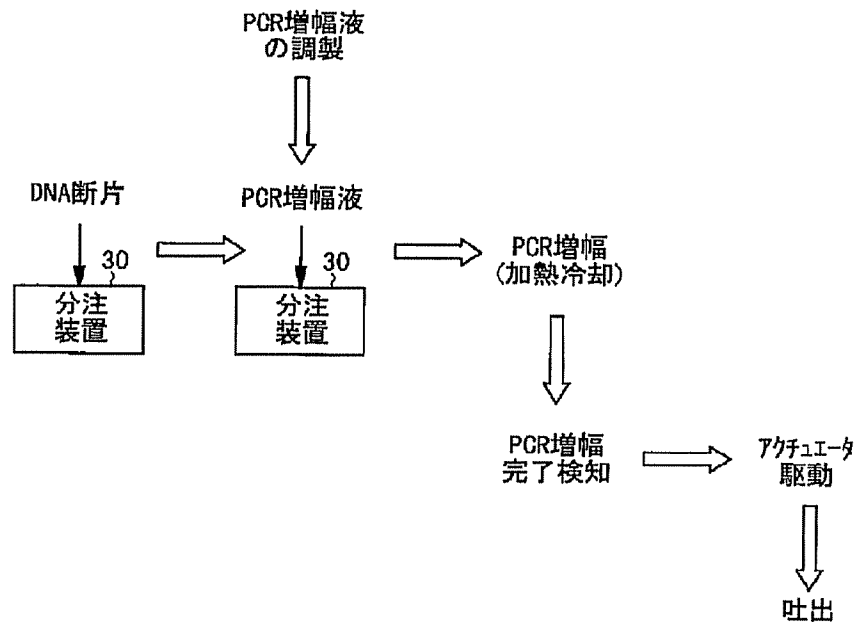 PCR増幅液
の調製
DNA断片
PCR増幅液
30
30
分注
装置
分注
装置
PCR増幅
(加熱冷却)
PCR増幅
完了検知
アクチュエータ
駆動
吐出